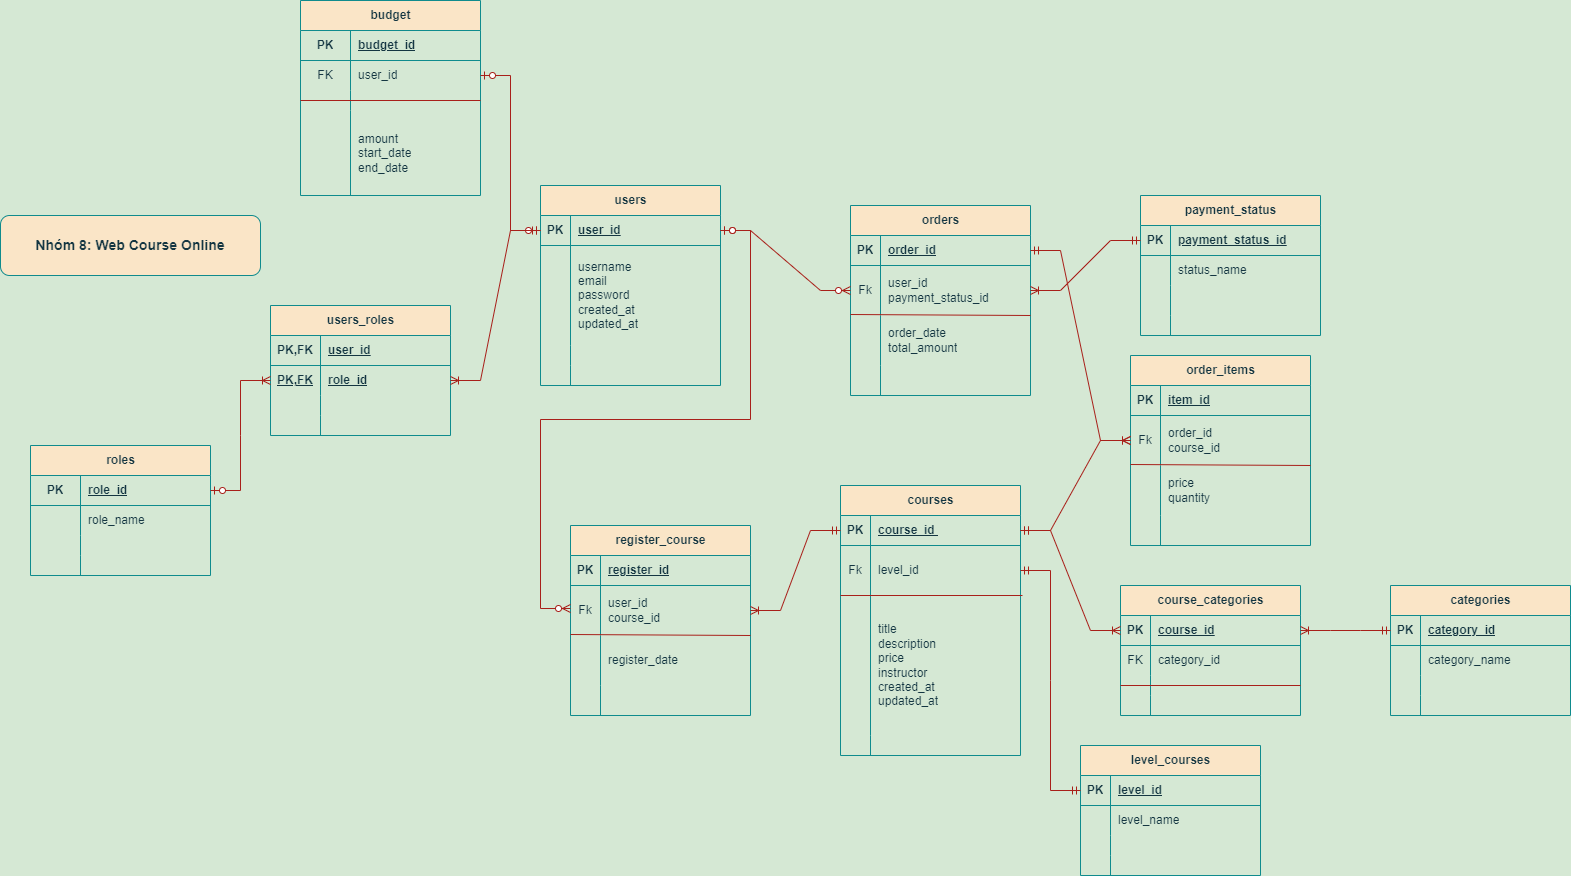 budget
PK budget_id
FK user_id
amount
start_date
end_date
Nhóm 8: Web Course Online
users
PK user_id
username
email
password
created_at
updated_at
orders
PK order_id
Fk user_id
payment_status_id
order_date
total_amount
payment_status
PK payment_status_id
status_name
users_roles
PK,FK user_id
PK,FK role_id
order_items
PK item_id
Fk order_id
course_id
price
quantity
roles
PK role_id
role_name
register_course
PK register_id
Fk user_id
course_id
register_date
courses
PK course_id
Fk level_id
title
description
price
instructor
created_at
updated_at
course_categories
PK course_id
FK category_id
categories
PK category_id
category_name
level_courses
PK level_id
level_name